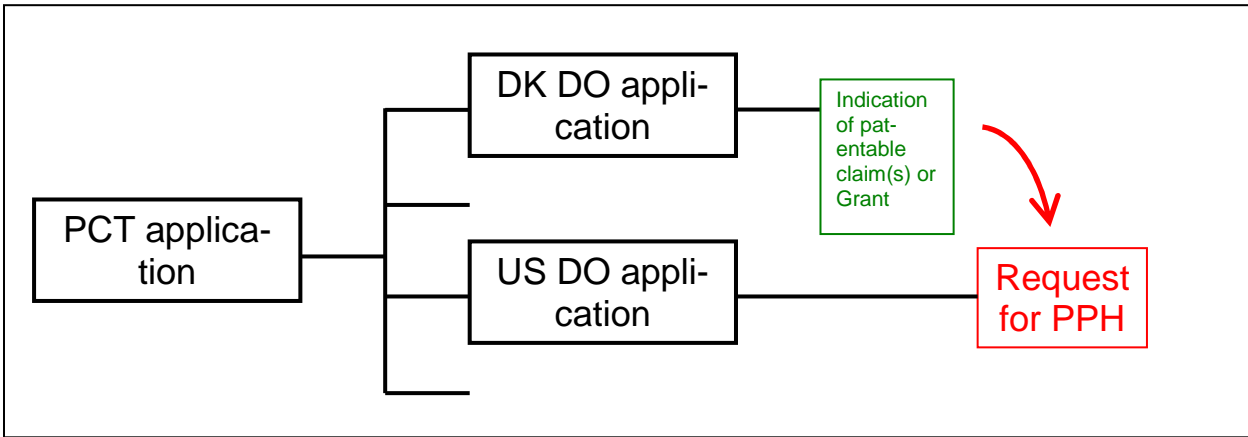 DK DO appli-
cation
Indication
of pat-
entable
claim(s) or
Grant
PCT applica-
tion
US DO appli-
cation
Request
for PPH